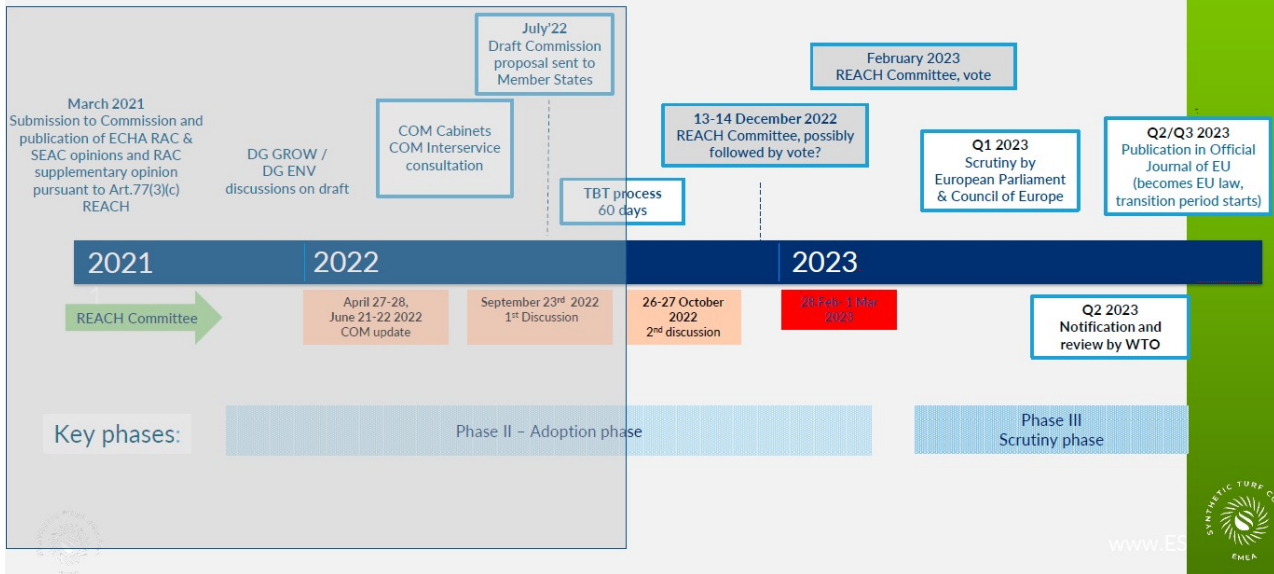 July'22
Draft Commission
proposal sent to
Member States
February 2023
REACH Committee, vote
March 2021
Submission to Commission and
publication of ECHA RAC &
SEAC opinions and RAC
supplementary opinion
pursuant to Art.77(3)(c)
REACH
DG GROW /
DG ENV
discussions on draft
COM Cabinets
COM Interservice
consultation
13-14 December 2022
REACH Committee, possibly
followed by vote?
TBT process
60 days
Q1 2023
Scrutiny by
European Parliament
& Council of Europe
Q2/Q3 2023
Publication in Official
Journal of EU
(becomes EU law,
transition period starts)
2021
2022
2023
REACH Committee
April 27-28,
June 21-22 2022
COM update
September 23rd 2022
1st Discussion
26-27 October
2022
2nd discussion
28 Feb- 1 Mar
2023
Q2 2023
Notification and
review by WTO
Key phases:
Phase II – Adoption phase
Phase III
Scrutiny phase
www.ES
SYNTHETIC TURF CO
EMEA